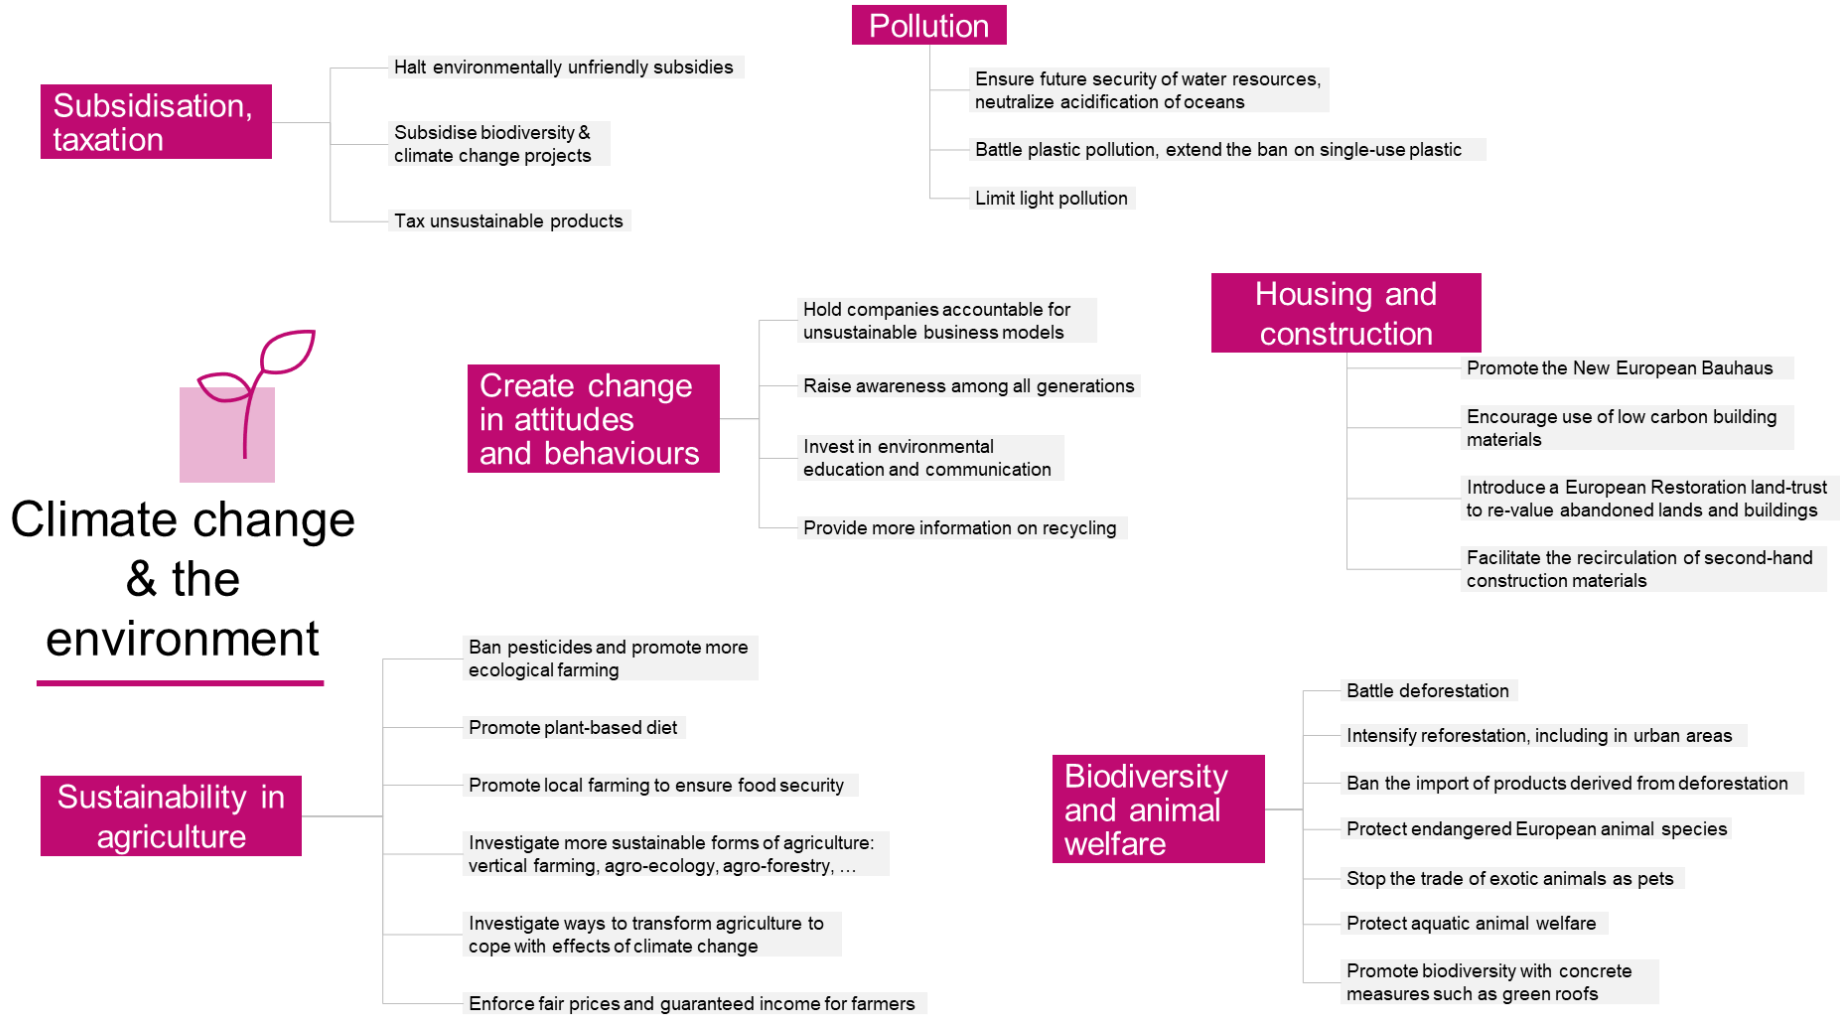 Pollution
Halt environmentally unfriendly subsidies
Subsidisation,
taxation
Subsidise biodiversity &
climate change projects
Tax unsustainable products
Ensure future security of water resources,
neutralize acidification of oceans
Battle plastic pollution, extend the ban on single-use plastic
Limit light pollution
Create change
in attitudes
and behaviours
Hold companies accountable for
unsustainable business models
Raise awareness among all generations
Invest in environmental
education and communication
Provide more information on recycling
Housing and
construction
Promote the New European Bauhaus
Encourage use of low carbon building
materials
Introduce a European Restoration land-trust
to re-value abandoned lands and buildings
Facilitate the recirculation of second-hand
construction materials
Climate change
& the
environment
Sustainability in
agriculture
Ban pesticides and promote more
ecological farming
Promote plant-based diet
Promote local farming to ensure food security
Investigate more sustainable forms of agriculture:
vertical farming, agro-ecology, agro-forestry, …
Investigate ways to transform agriculture to
cope with effects of climate change
Enforce fair prices and guaranteed income for farmers
Biodiversity
and animal
welfare
Battle deforestation
Intensify reforestation, including in urban areas
Ban the import of products derived from deforestation
Protect endangered European animal species
Stop the trade of exotic animals as pets
Protect aquatic animal welfare
Promote biodiversity with concrete
measures such as green roofs